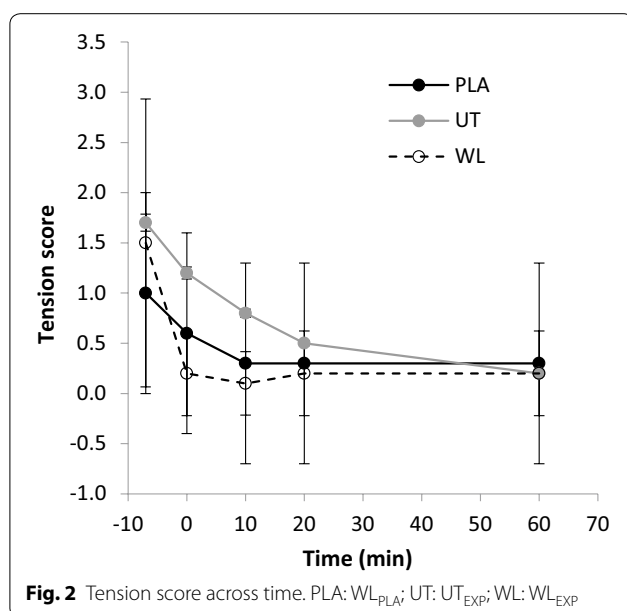 3.5
3.0
2.5
2.0
1.5
1.0
0.5
0.0
-0.5
-1.0
Tension score
PLA
UT
WL
-10 0 10 20 30 40 50 60 70
Time (min)
Fig. 2 Tension score across time. PLA: WLPLA; UT: UTEXP; WL: WLEXP